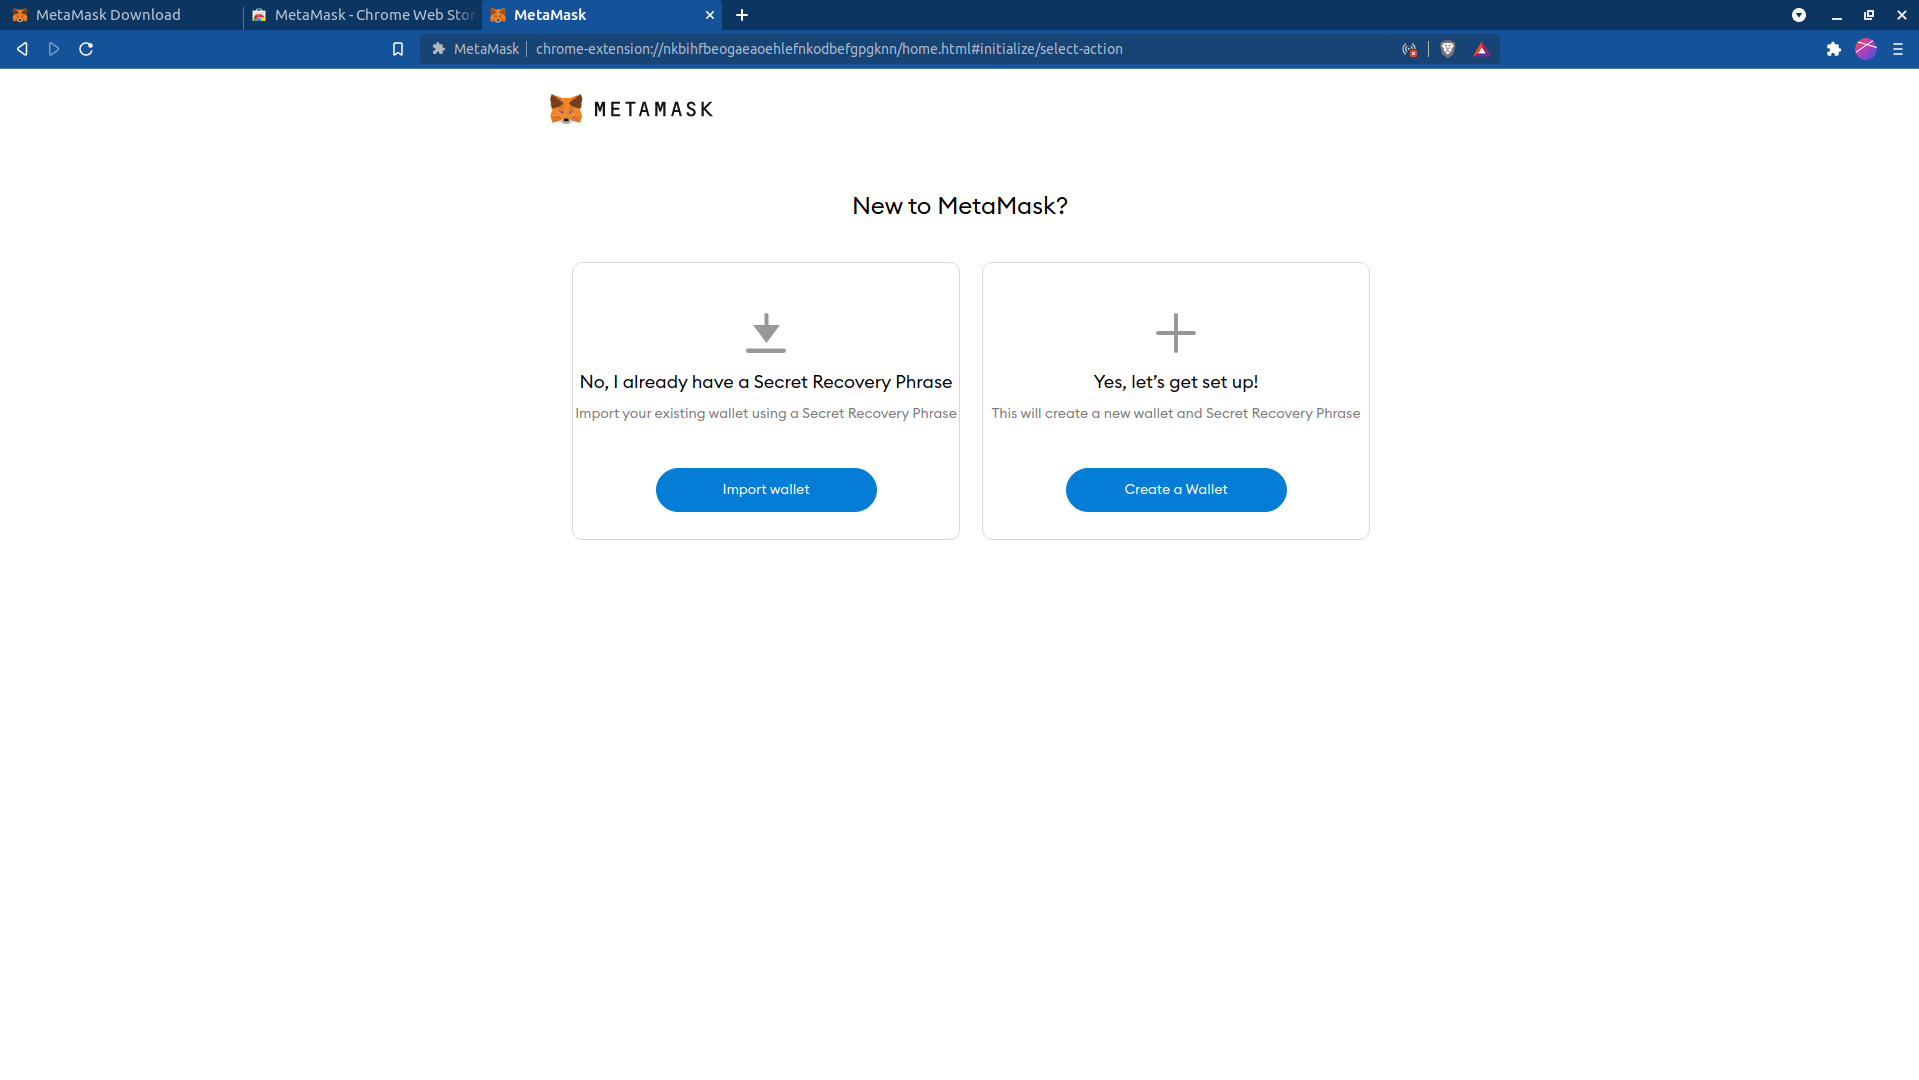 MetaMask Download
MetaMask - Chrome Web Stor
MetaMask
MetaMask
chrome-extension://nkbihfbeogaeaoehlefnkodbefgpgknn/home.html#initialize/select-action
METAMASK
New to MetaMask?
No, I already have a Secret Recovery Phrase
Import your existing wallet using a Secret Recovery Phrase
Import wallet
Yes, let’s get set up!
This will create a new wallet and Secret Recovery Phrase
Create a Wallet